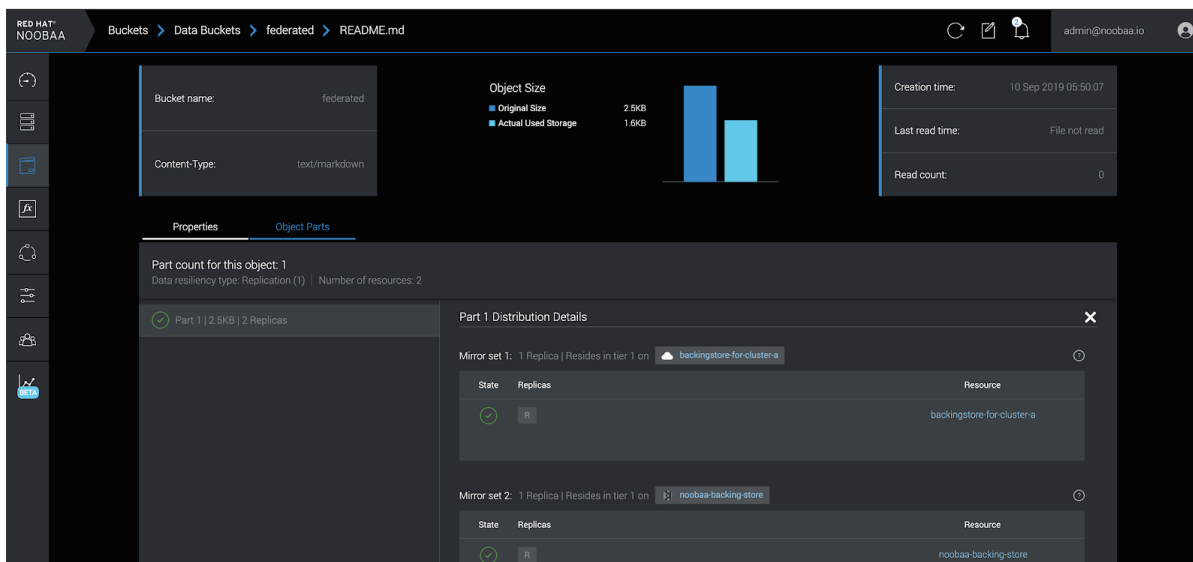 RED HAT®
NOOBAA
Buckets > Data Buckets > federated > README.md
2
admin@noobaa.io
Bucket name: federated
Content-Type: text/markdown
Object Size
Original Size 2.5KB
Actual Used Storage 1.6KB
Creation time: 10 Sep 2019 05:50:07
Last read time: File not read
Read count: 0
Properties Object Parts
Part count for this object: 1
Data resiliency type: Replication (1) | Number of resources: 2
Part 1 | 2.5KB | 2 Replicas
Part 1 Distribution Details
Mirror set 1: 1 Replica | Resides in tier 1 on backingstore-for-cluster-a
State Replicas Resource
R backingstore-for-cluster-a
Mirror set 2: 1 Replica | Resides in tier 1 on noobaa-backing-store
State Replicas Resource
R noobaa-backing-store
fx
BETA